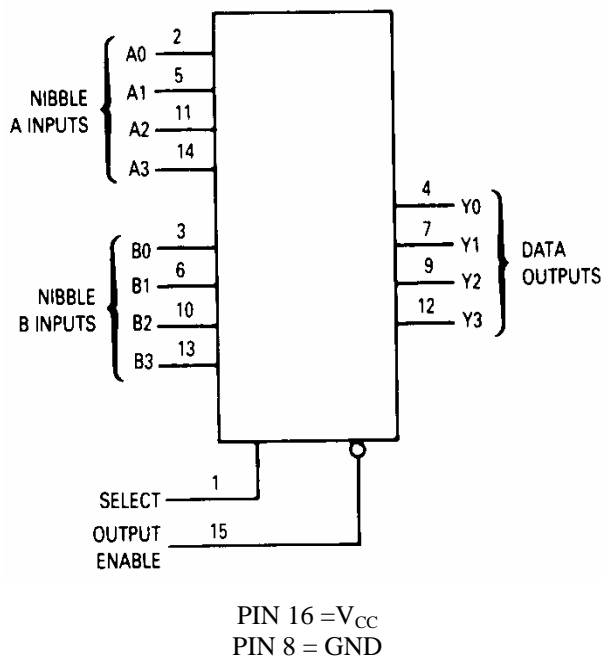 NIBBLE
A INPUTS
A0 2
A1 5
A2 11
A3 14
NIBBLE
B INPUTS
B0 3
B1 6
B2 10
B3 13
4 Y0
7 Y1
9 Y2
12 Y3
DATA
OUTPUTS
SELECT 1
OUTPUT 15
ENABLE
PIN 16 =VCC
PIN 8 = GND